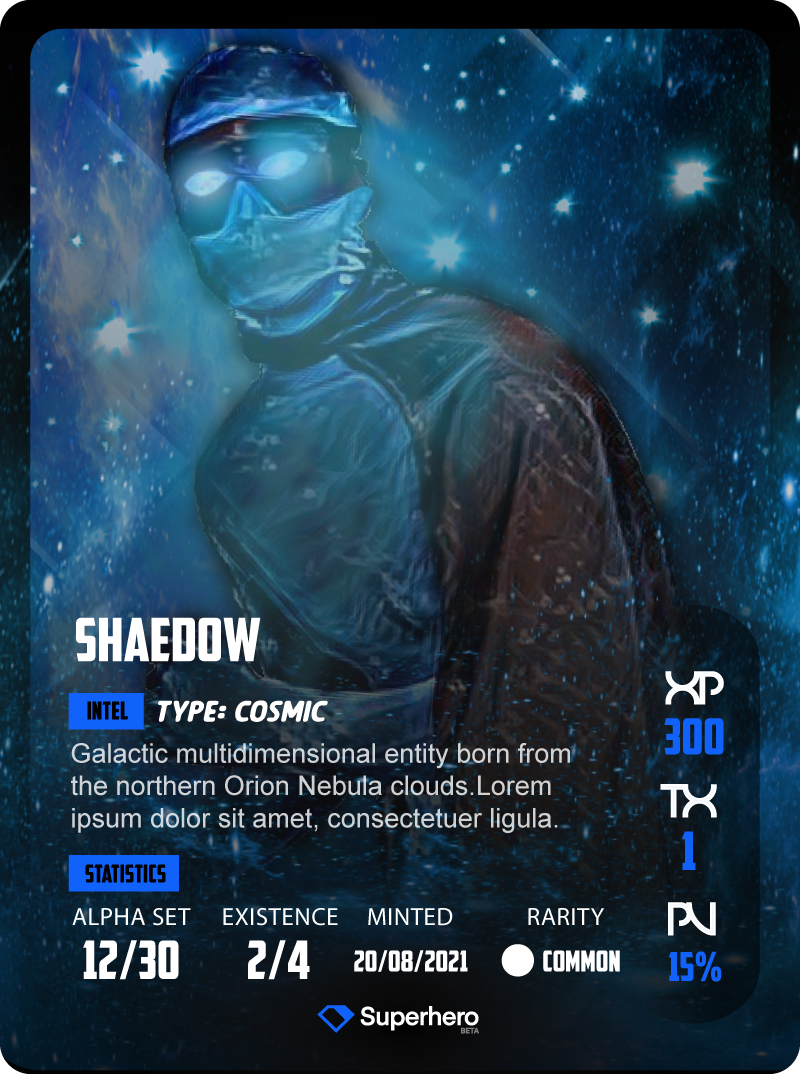 SHAEDOW
INTEL TYPE: COSMIC
Galactic multidimensional entity born from
the northern Orion Nebula clouds.Lorem
ipsum dolor sit amet, consectetuer ligula.
STATISTICS
ALPHA SET EXISTENCE MINTED RARITY
12/30 2/4 20/08/2021 COMMON
XP
300
TX
1
PV
15%
Superhero
BETA